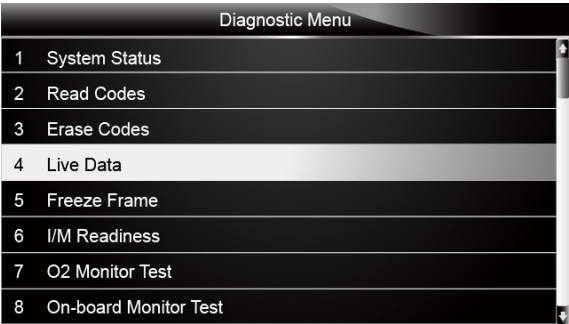 Diagnostic Menu
1 System Status
2 Read Codes
3 Erase Codes
4 Live Data
5 Freeze Frame
6 I/M Readiness
7 O2 Monitor Test
8 On-board Monitor Test